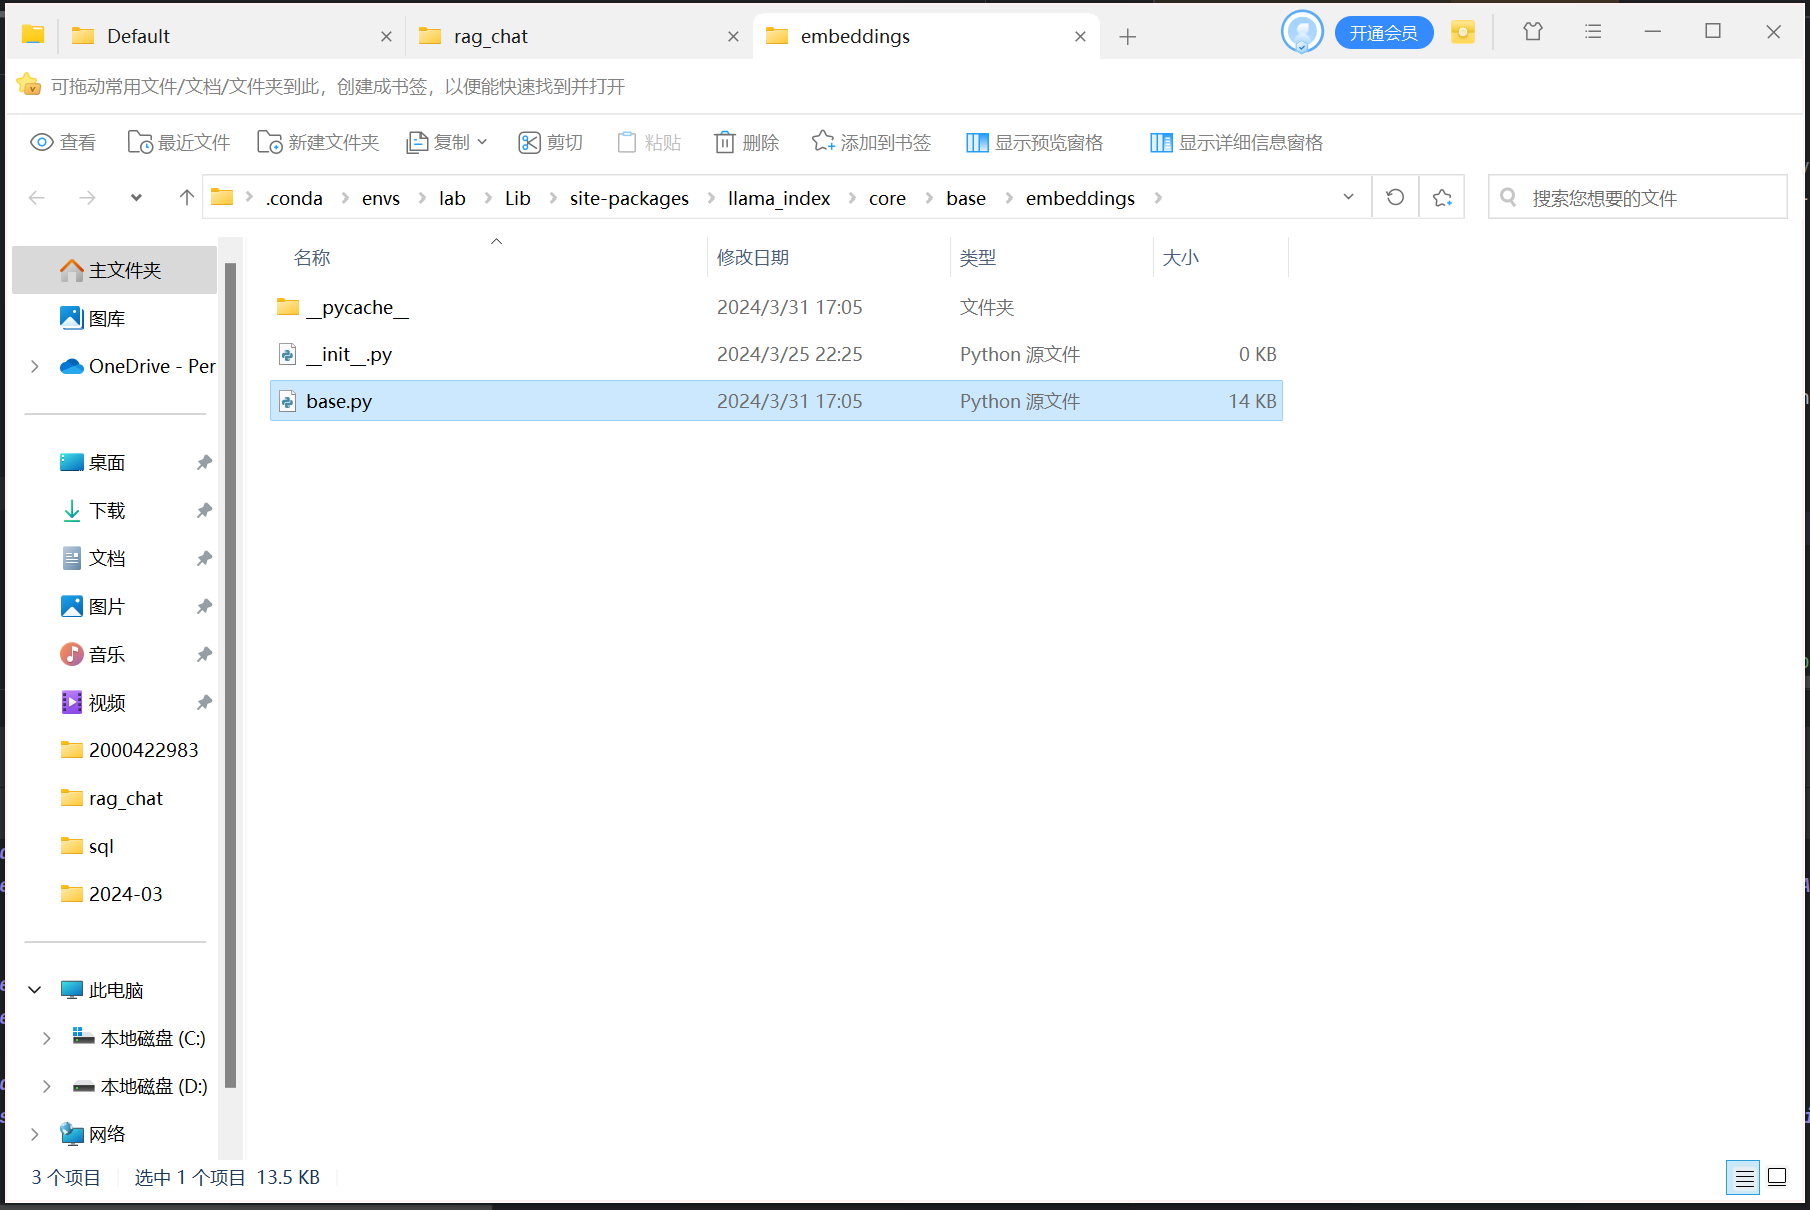 Default
rag_chat
embeddings
开通会员
可拖动常用文件/文档/文件夹到此，创建成书签，以便能快速找到并打开
查看 最近文件 新建文件夹 复制 剪切 粘贴 删除 添加到书签 显示预览窗格 显示详细信息窗格
.conda envs lab Lib site-packages llama_index core base embeddings
搜索您想要的文件
主文件夹
图库
OneDrive - Per
桌面
下载
文档
图片
音乐
视频
2000422983
rag_chat
sql
2024-03
此电脑
本地磁盘 (C:)
本地磁盘 (D:)
网络
名称 修改日期 类型 大小
__pycache__ 2024/3/31 17:05 文件夹
__init__.py 2024/3/25 22:25 Python 源文件 0 KB
base.py 2024/3/31 17:05 Python 源文件 14 KB
3 个项目 选中 1 个项目 13.5 KB